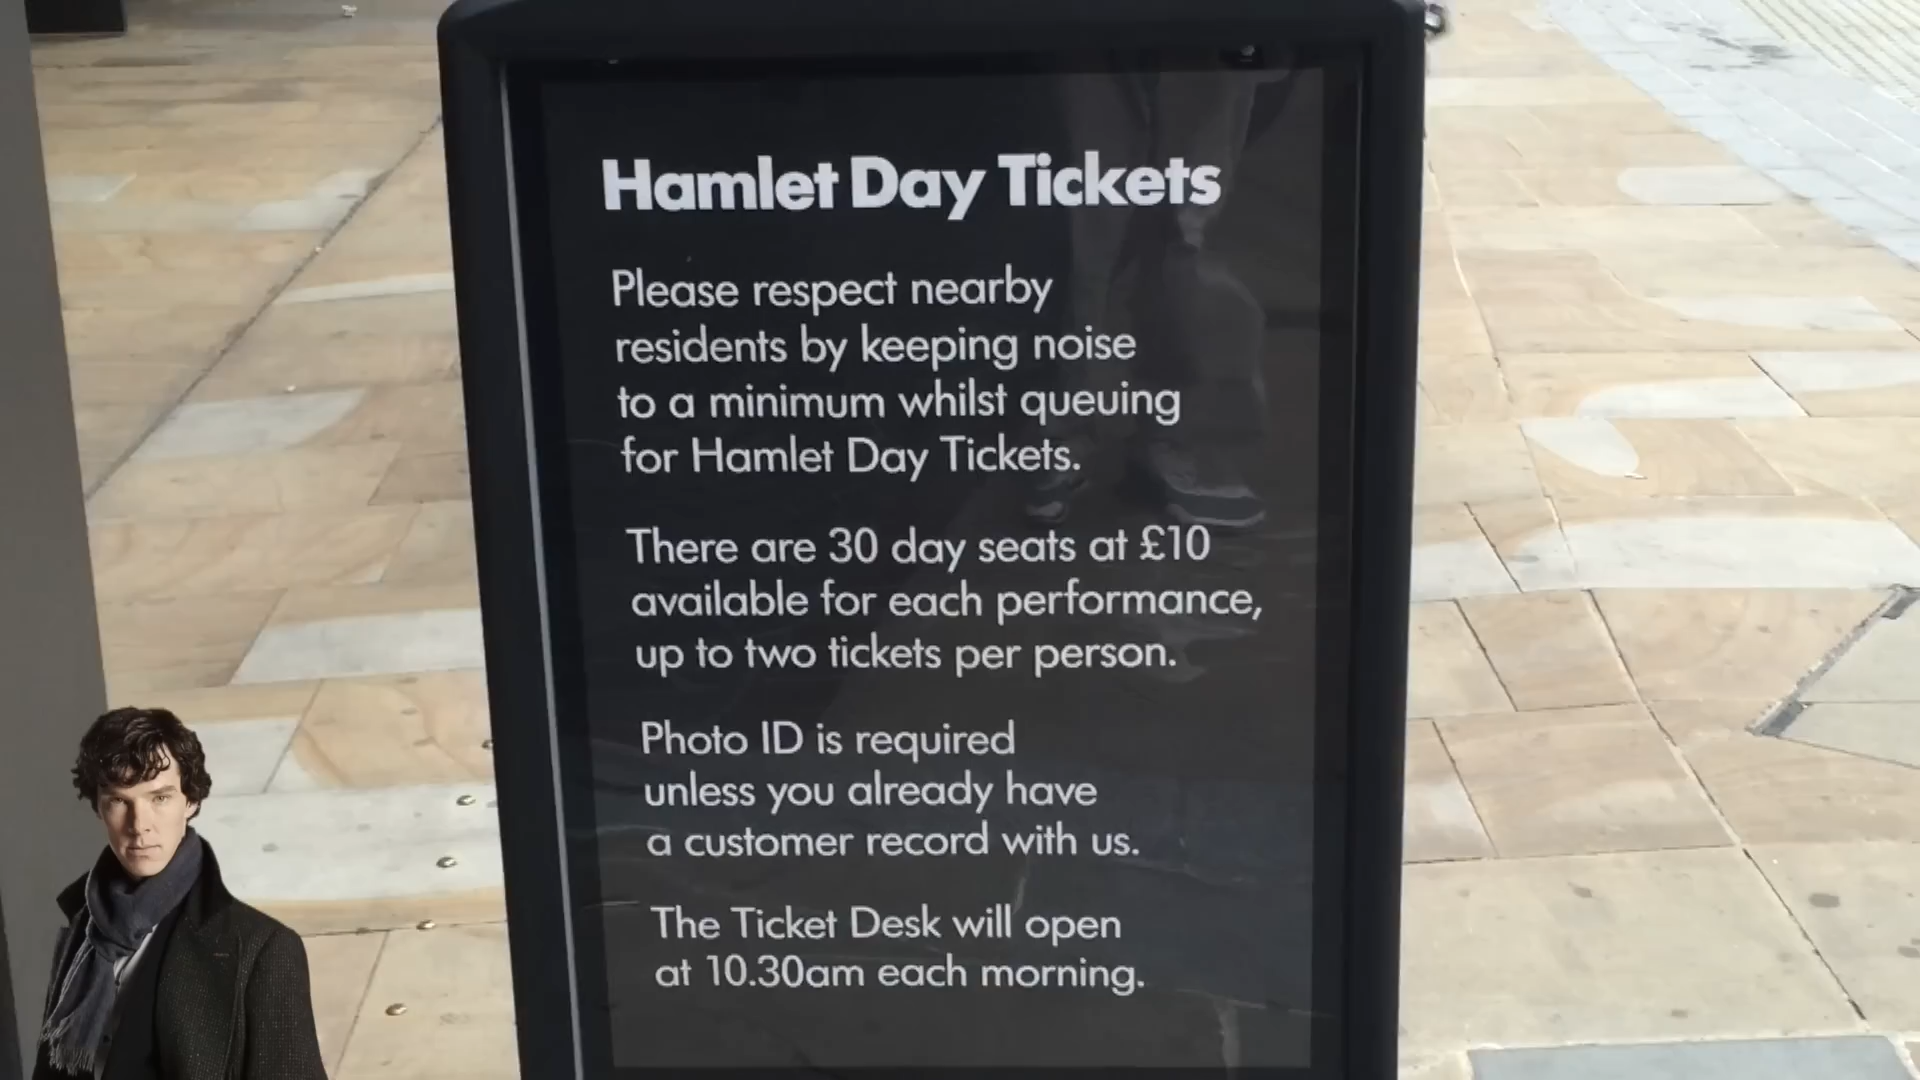 Hamlet Day Tickets
Please respect nearby
residents by keeping noise
to a minimum whilst queuing
for Hamlet Day Tickets.
There are 30 day seats at £10
available for each performance,
up to two tickets per person.
Photo ID is required
unless you already have
a customer record with us.
The Ticket Desk will open
at 10.30am each morning.